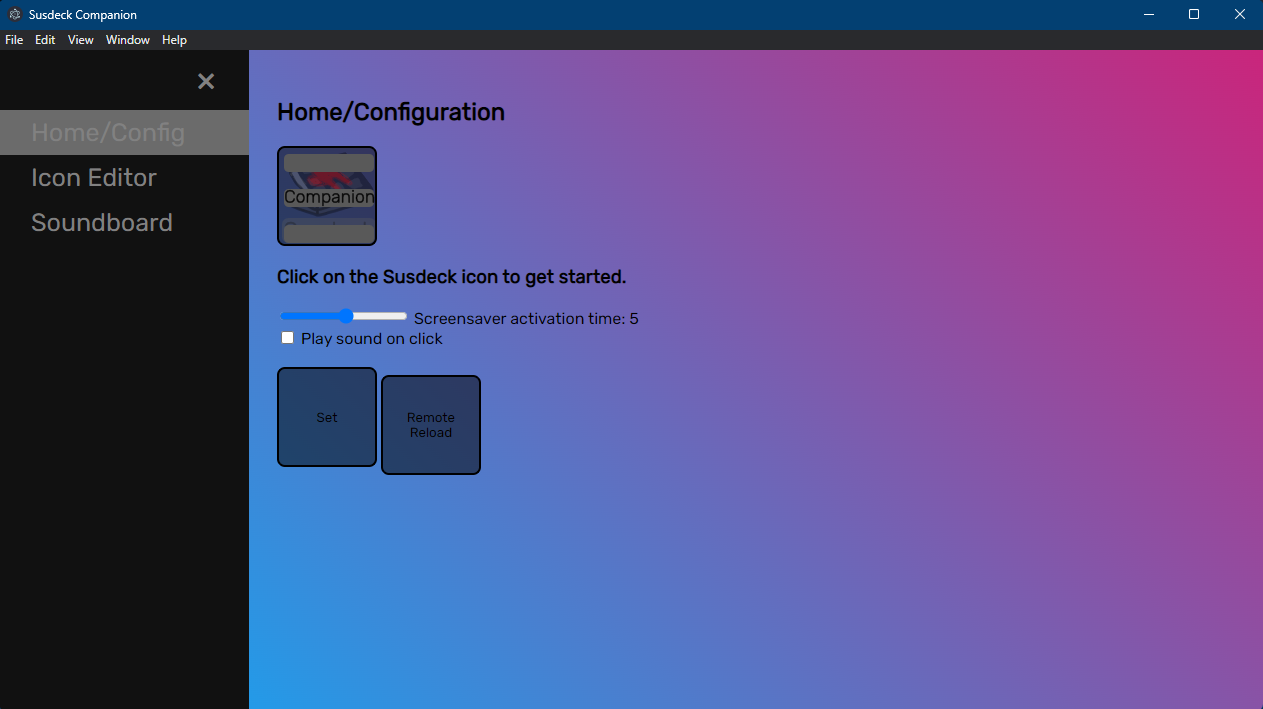 Susdeck Companion
File Edit View Window Help
×
Home/Config
Icon Editor
Soundboard
Home/Configuration
Companion
Click on the Susdeck icon to get started.
Screensaver activation time: 5
Play sound on click
Set
Remote
Reload